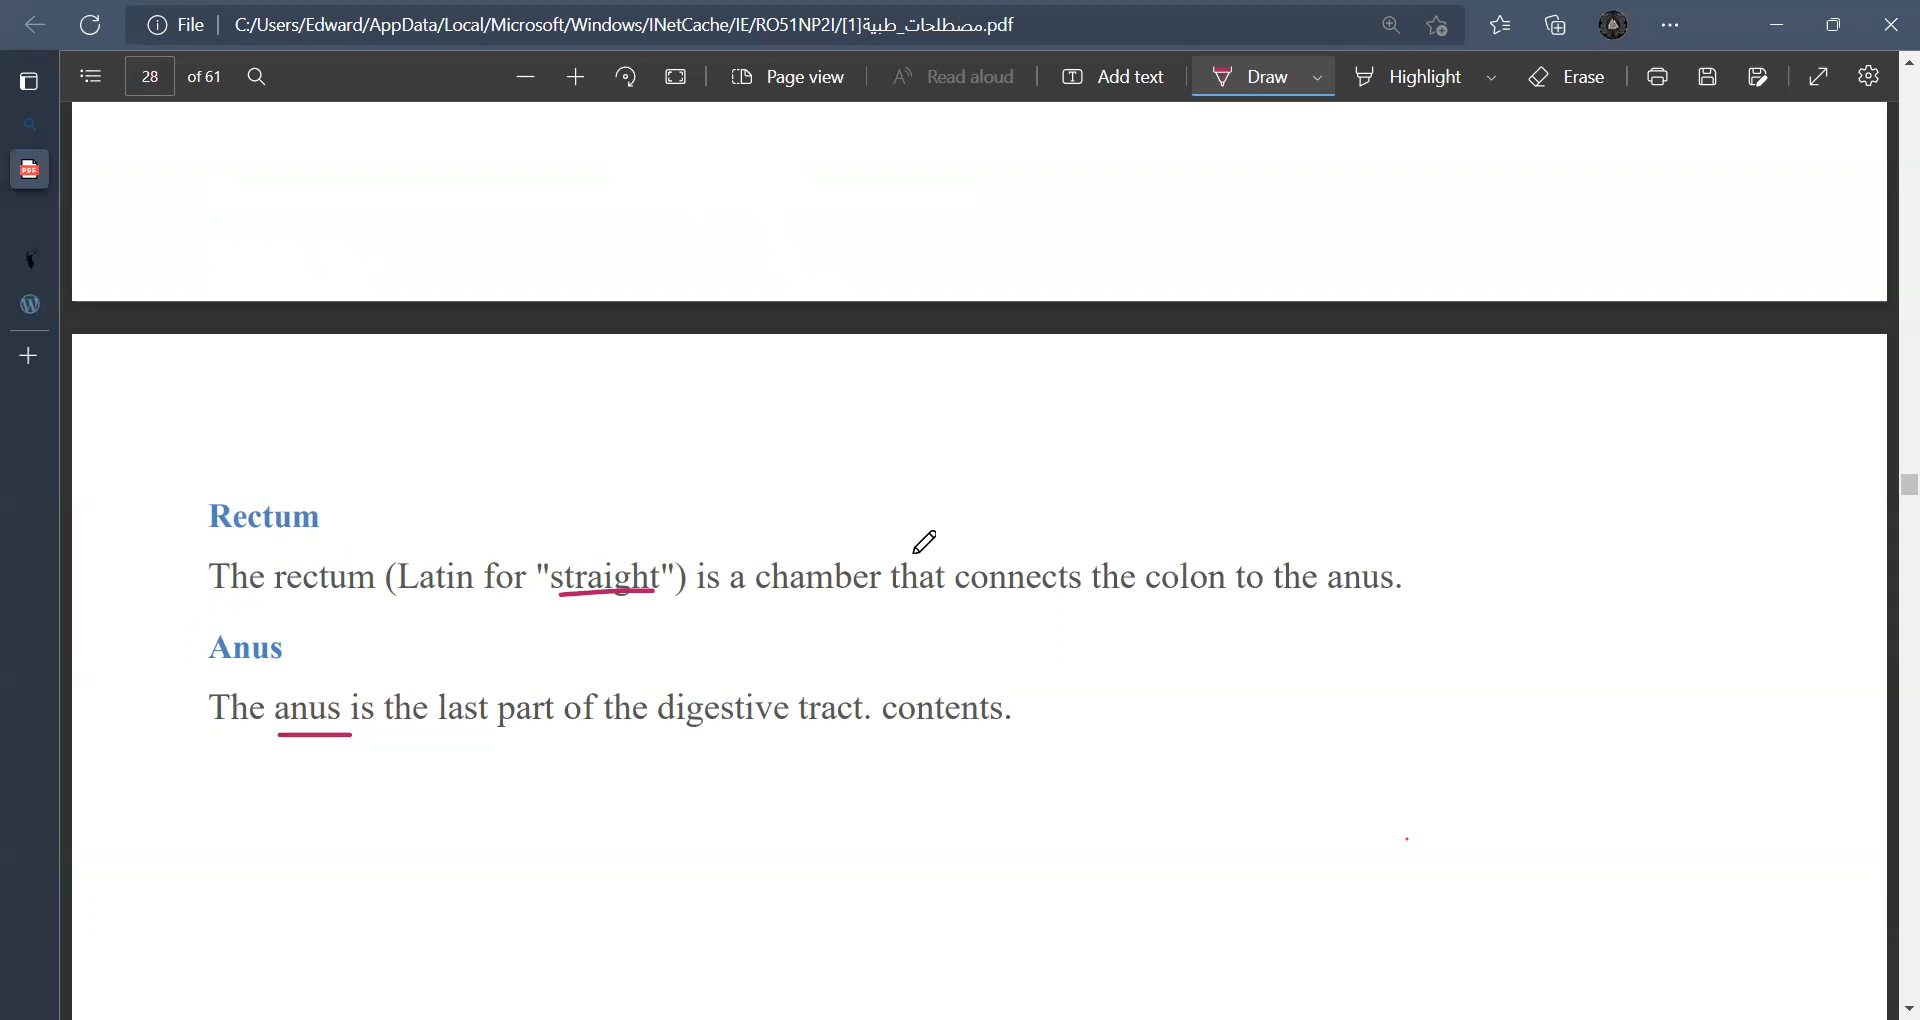 File
C:/Users/Edward/AppData/Local/Microsoft/Windows/INetCache/IE/RO51NP2I/[1]مصطلحات_طبية.pdf
28 of 61
Page view
Read aloud
Add text
Draw
Highlight
Erase
PDF
Rectum
The rectum (Latin for "straight") is a chamber that connects the colon to the anus.
Anus
The anus is the last part of the digestive tract. contents.